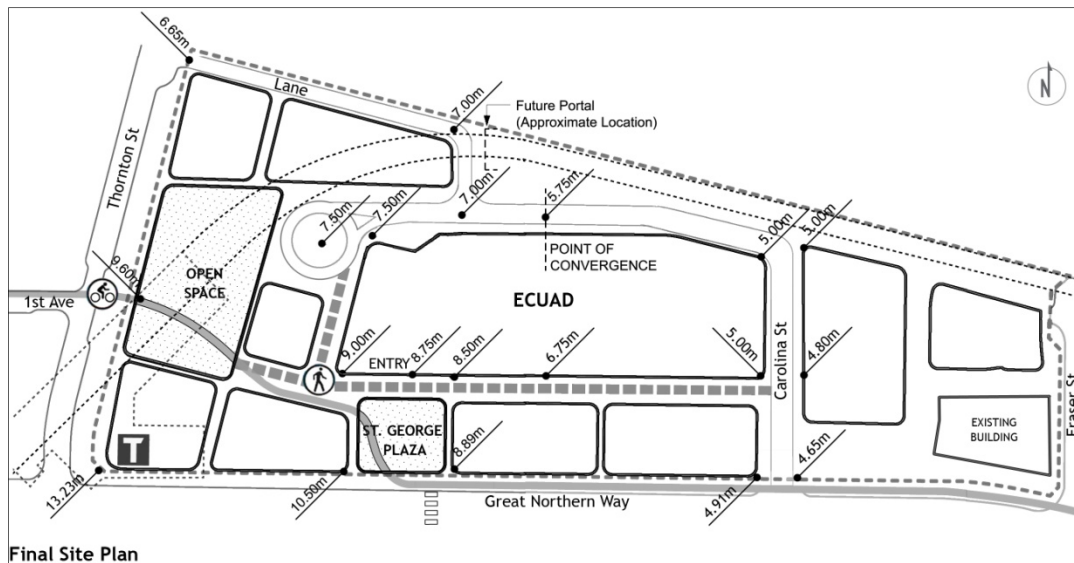 6.65m
Lane
7.00m
Future Portal
(Approximate Location)
N
Thornton St
7.50m
7.50m
7.00m
5.75m
5.00m
5.00m
POINT OF
CONVERGENCE
9.60m
OPEN
SPACE
1st Ave
ECUAD
Carolina St
9.00m
ENTRY
8.75m
8.50m
6.75m
5.00m
4.80m
Fraser St
EXISTING
BUILDING
ST. GEORGE
PLAZA
8.89m
T
13.23m
10.50m
4.91m
4.65m
Great Northern Way
Final Site Plan